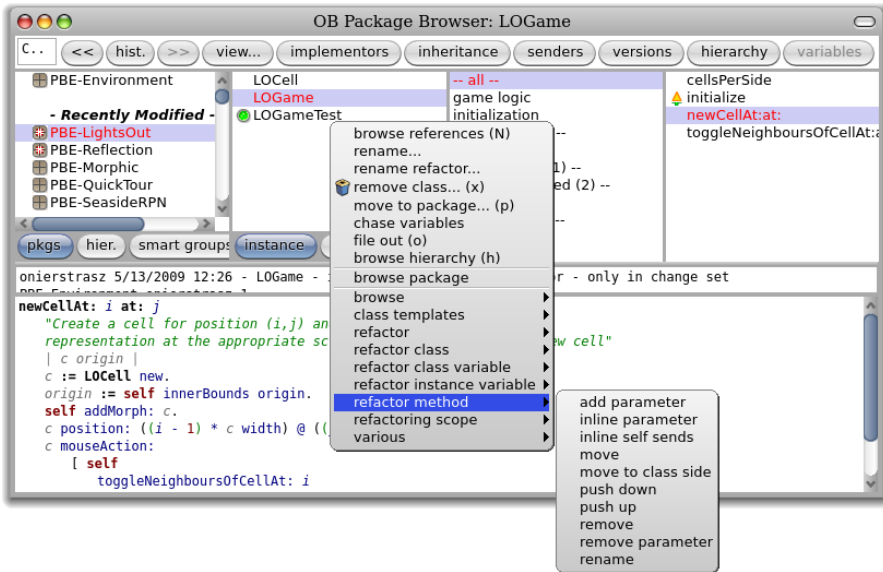 OB Package Browser: LOGame
C..
<<
hist.
>>
view...
implementors
inheritance
senders
versions
hierarchy
variables
PBE-Environment
- Recently Modified -
PBE-LightsOut
PBE-Reflection
PBE-Morphic
PBE-QuickTour
PBE-SeasideRPN
LOCell
LOGame
LOGameTest
-- all --
game logic
initialization
--
1) --
ed (2) --
--
cellsPerSide
initialize
newCellAt:at:
toggleNeighboursOfCellAt:a
pkgs
hier.
smart groups
instance
browse references (N)
rename...
rename refactor...
remove class... (x)
move to package... (p)
chase variables
file out (o)
browse hierarchy (h)
browse package
browse
class templates
refactor
refactor class
refactor class variable
refactor instance variable
refactor method
refactoring scope
various
add parameter
inline parameter
inline self sends
move
move to class side
push down
push up
remove
remove parameter
rename
onierstrasz 5/13/2009 12:26 - LOGame - or - only in change set
newCellAt: i at: j
"Create a cell for position (i,j) an
representation at the appropriate sc ew cell"
| c origin |
c := LOCell new.
origin := self innerBounds origin.
self addMorph: c.
c position: ((i - 1) * c width) @ ((
c mouseAction:
[ self
toggleNeighboursOfCellAt: i